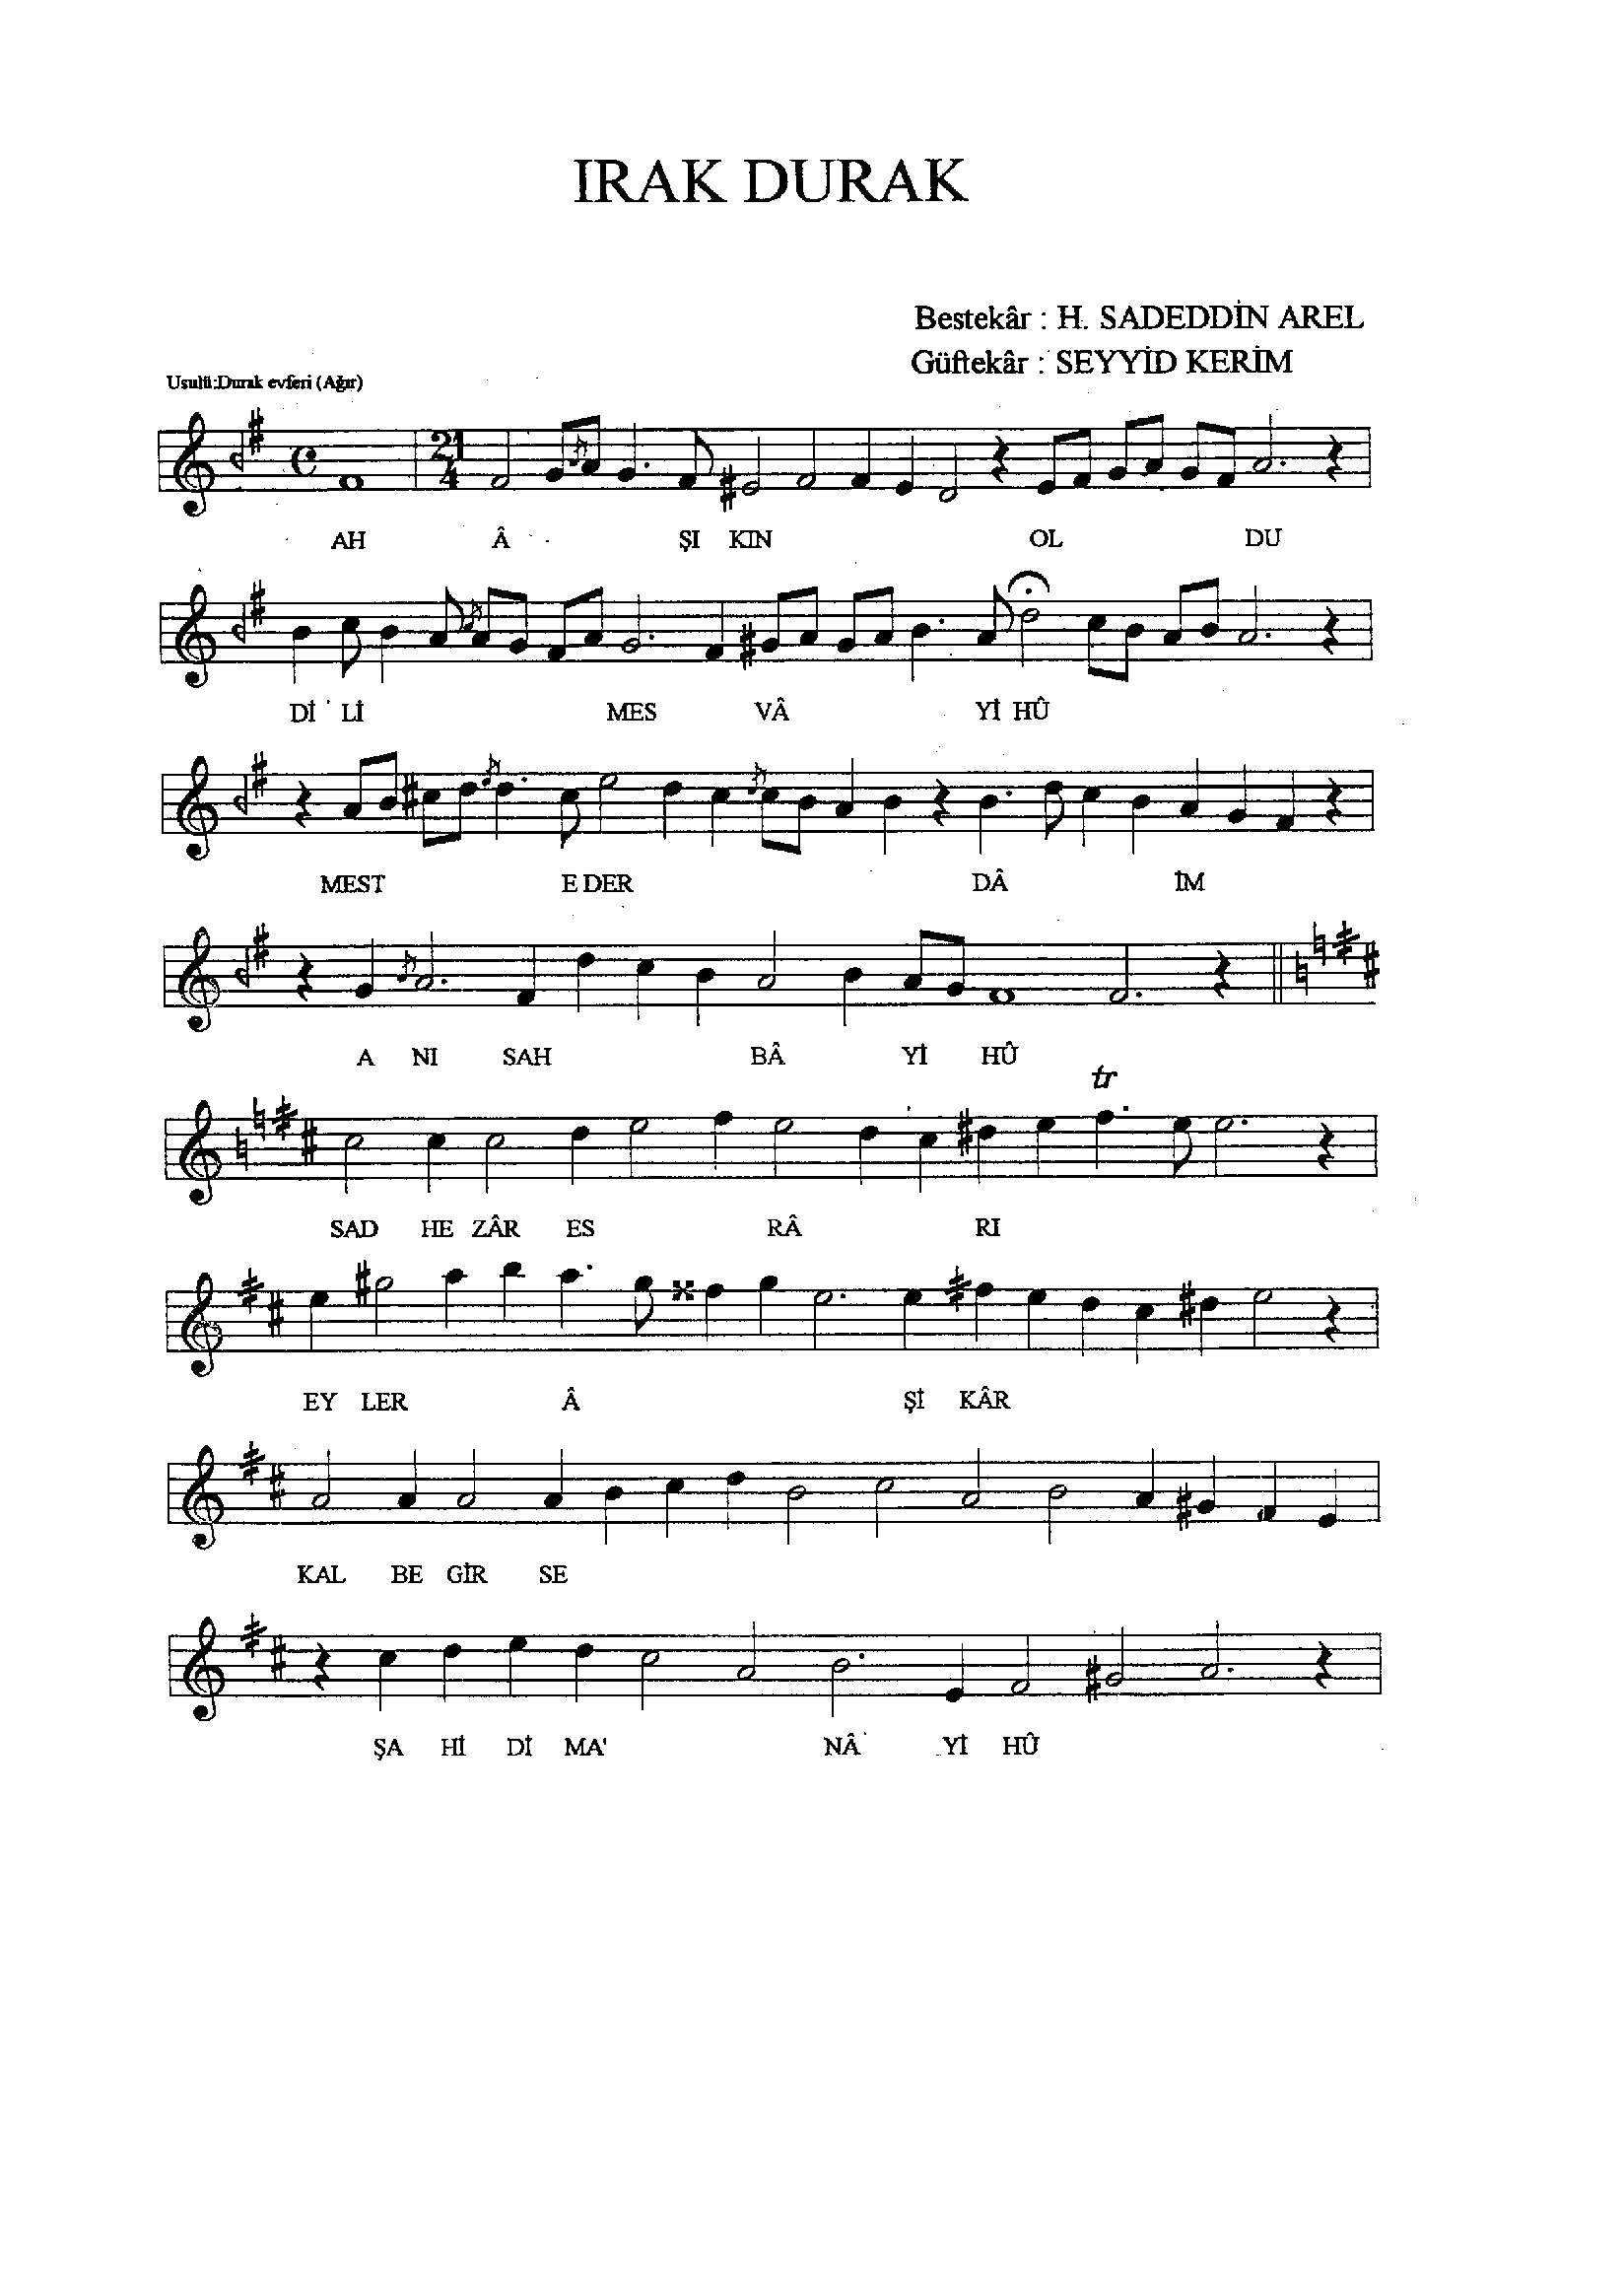 IRAK DURAK
Bestekâr : H. SADEDDİN AREL
Güftekâr : SEYYİD KERİM
Usulü:Durak evferi (Ağır)
21
4
AH Â ŞI KIN OL DU
Dİ Lİ MES VÂ Yİ HÛ
MEST E DER DÂ İM
A NI SAH BÂ Yİ HÛ
tr
SAD HE ZÂR ES RÂ RI
EY LER Â Şİ KÂR
KAL BE GİR SE
ŞA Hİ Dİ MA' NÂ Yİ HÛ